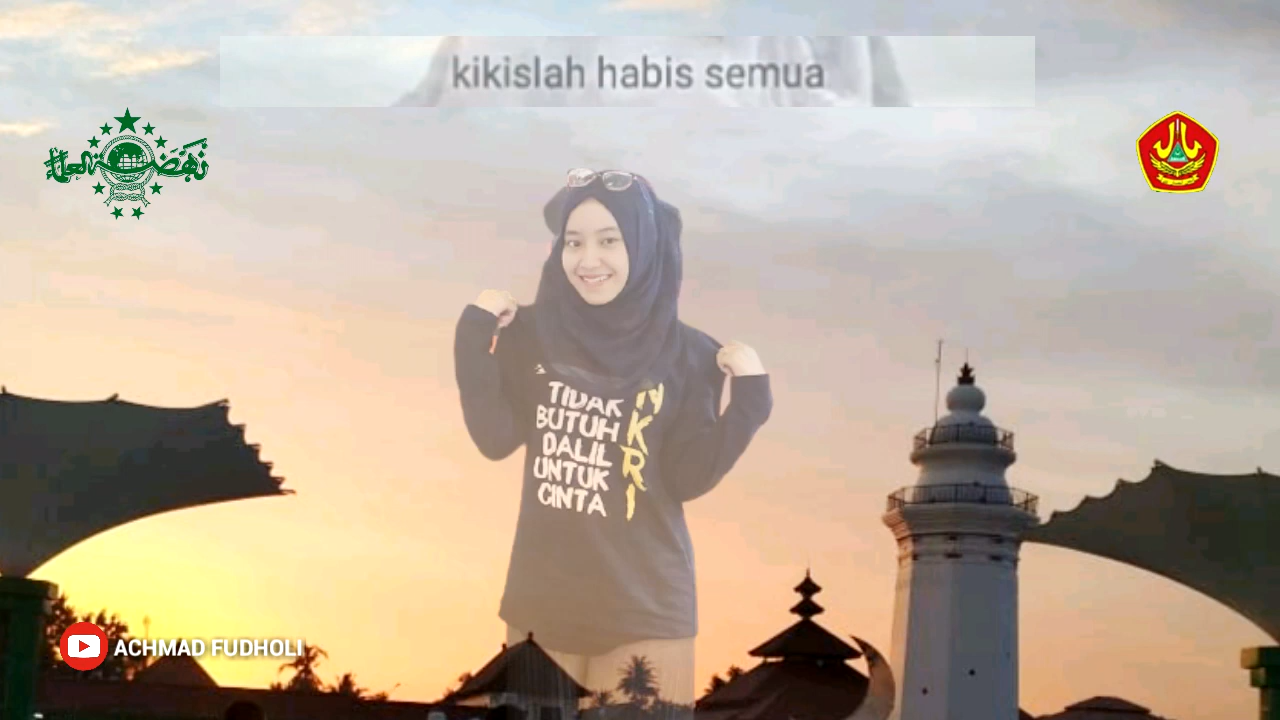 kikislah habis semua
TIDAK
BUTUH
DALIL
UNTUK
CINTA
NKRI
ACHMAD FUDHOLI